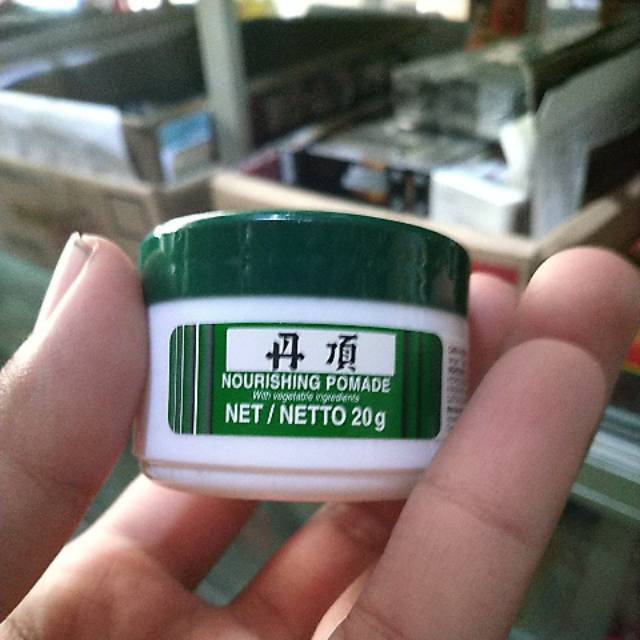 丹 頂
NOURISHING POMADE
With vegetable ingredients
NET / NETTO 20g